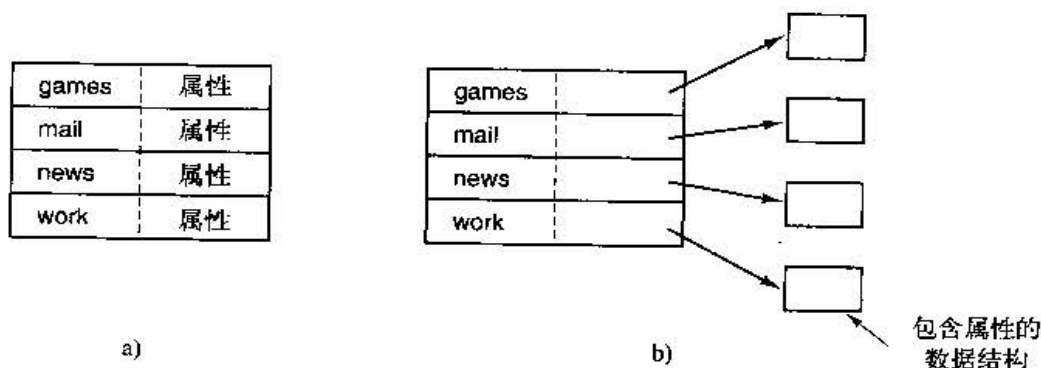 games 属性
mail 属性
news 属性
work 属性
a)
games
mail
news
work
b)
包含属性的
数据结构